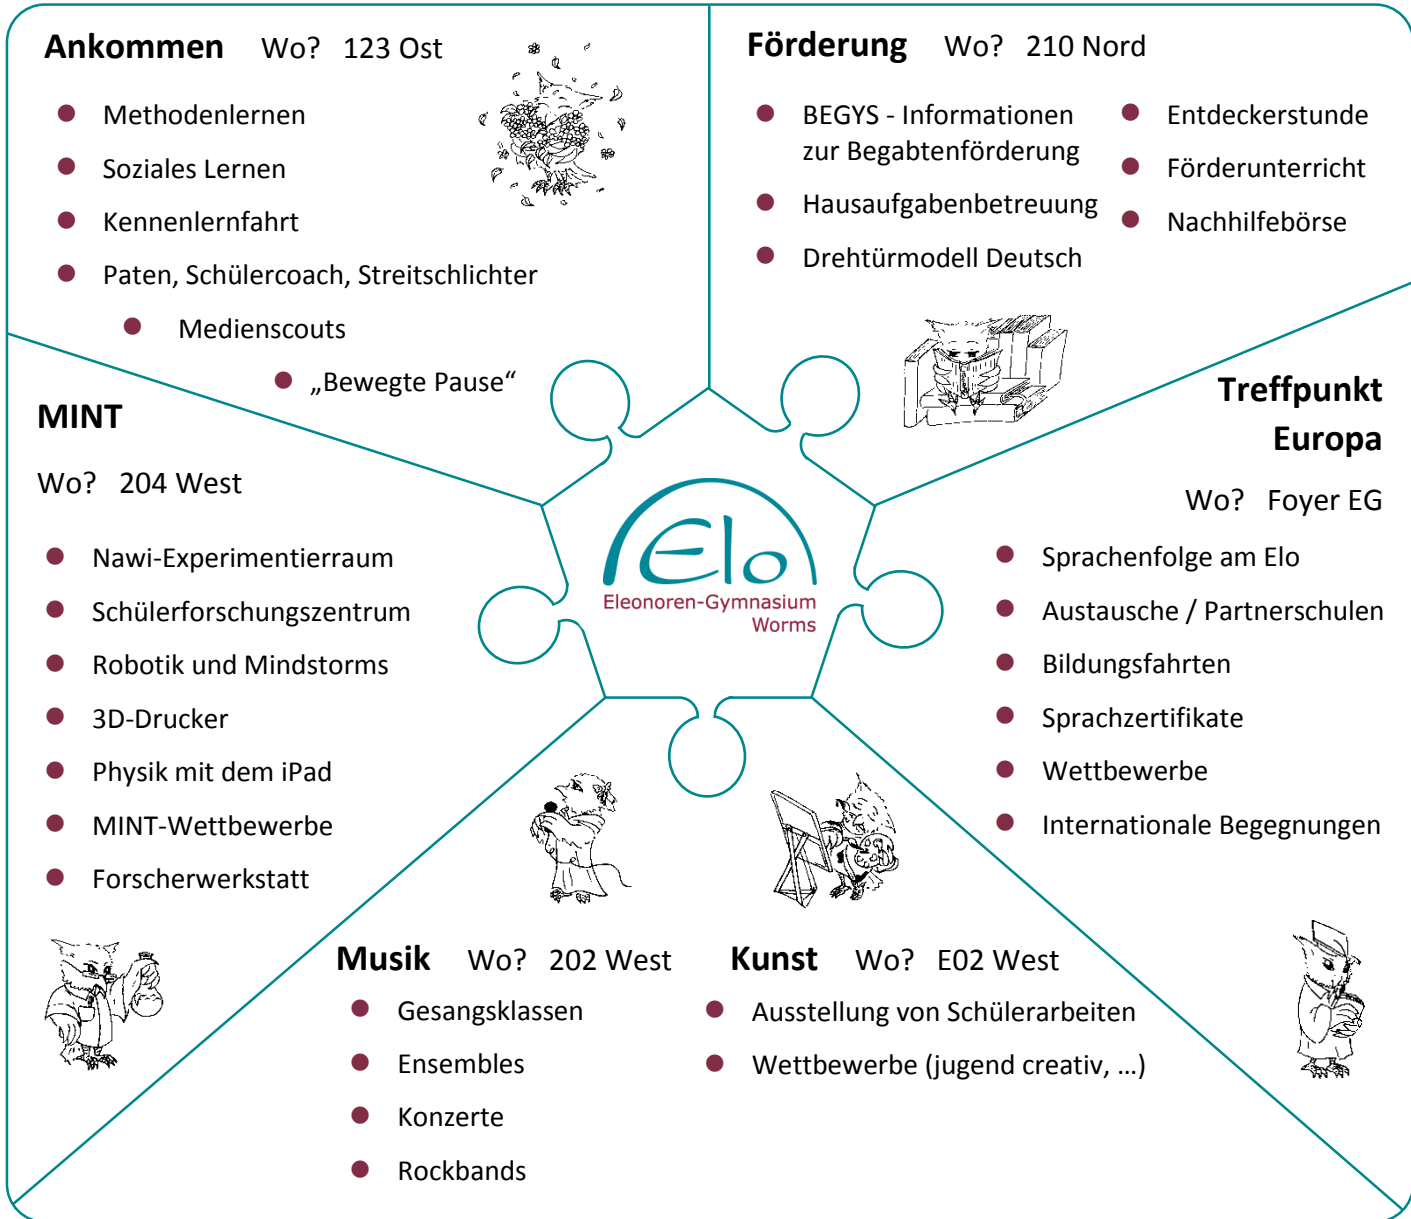 Ankommen Wo? 123 Ost
Methodenlernen
Soziales Lernen
Kennenlernfahrt
Paten, Schülercoach, Streitschlichter
Medienscouts
„Bewegte Pause“
Förderung Wo? 210 Nord
BEGYS - Informationen
zur Begabtenförderung
Hausaufgabenbetreuung
Drehtürmodell Deutsch
Entdeckerstunde
Förderunterricht
Nachhilfebörse
MINT
Wo? 204 West
Nawi-Experimentierraum
Schülerforschungszentrum
Robotik und Mindstorms
3D-Drucker
Physik mit dem iPad
MINT-Wettbewerbe
Forscherwerkstatt
Elo
Eleonoren-Gymnasium
Worms
Treffpunkt
Europa
Wo? Foyer EG
Sprachenfolge am Elo
Austausche / Partnerschulen
Bildungsfahrten
Sprachzertifikate
Wettbewerbe
Internationale Begegnungen
Musik Wo? 202 West
Gesangsklassen
Ensembles
Konzerte
Rockbands
Kunst Wo? E02 West
Ausstellung von Schülerarbeiten
Wettbewerbe (jugend creativ, …)